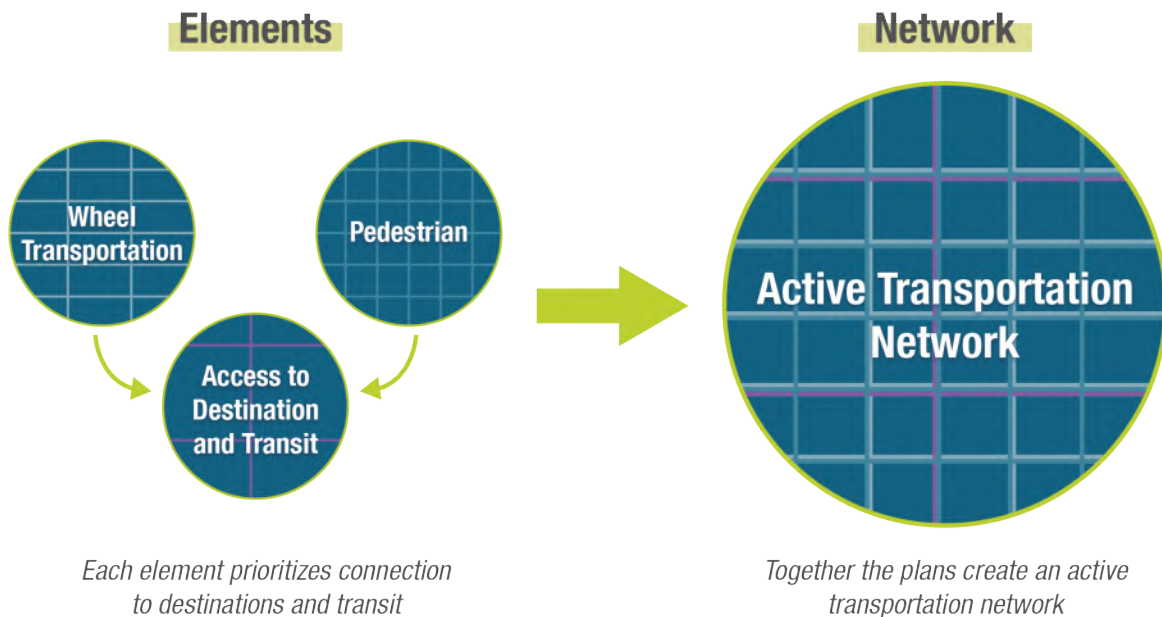 Elements
Wheel
Transportation
Pedestrian
Access to
Destination
and Transit
Each element prioritizes connection
to destinations and transit
Network
Active Transportation
Network
Together the plans create an active
transportation network